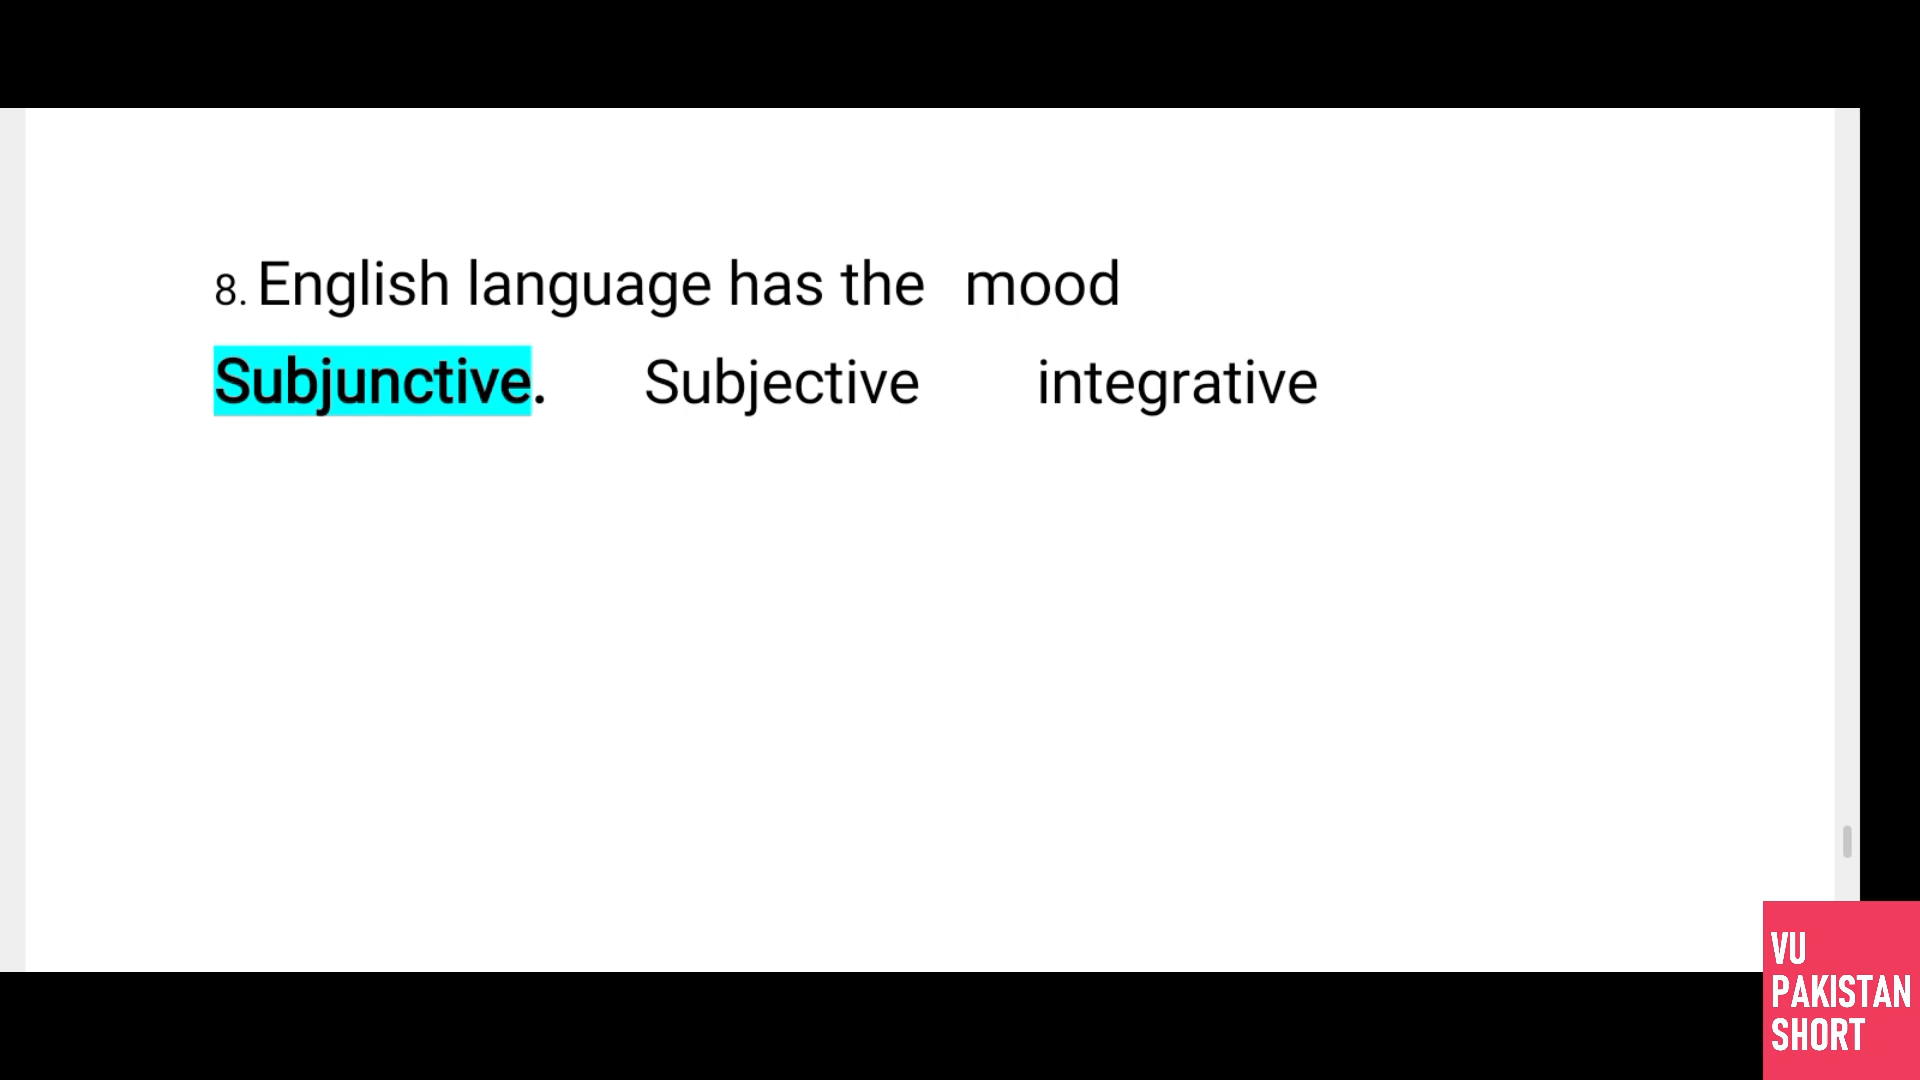 8. English language has the mood
Subjunctive. Subjective integrative
VU
PAKISTAN
SHORT